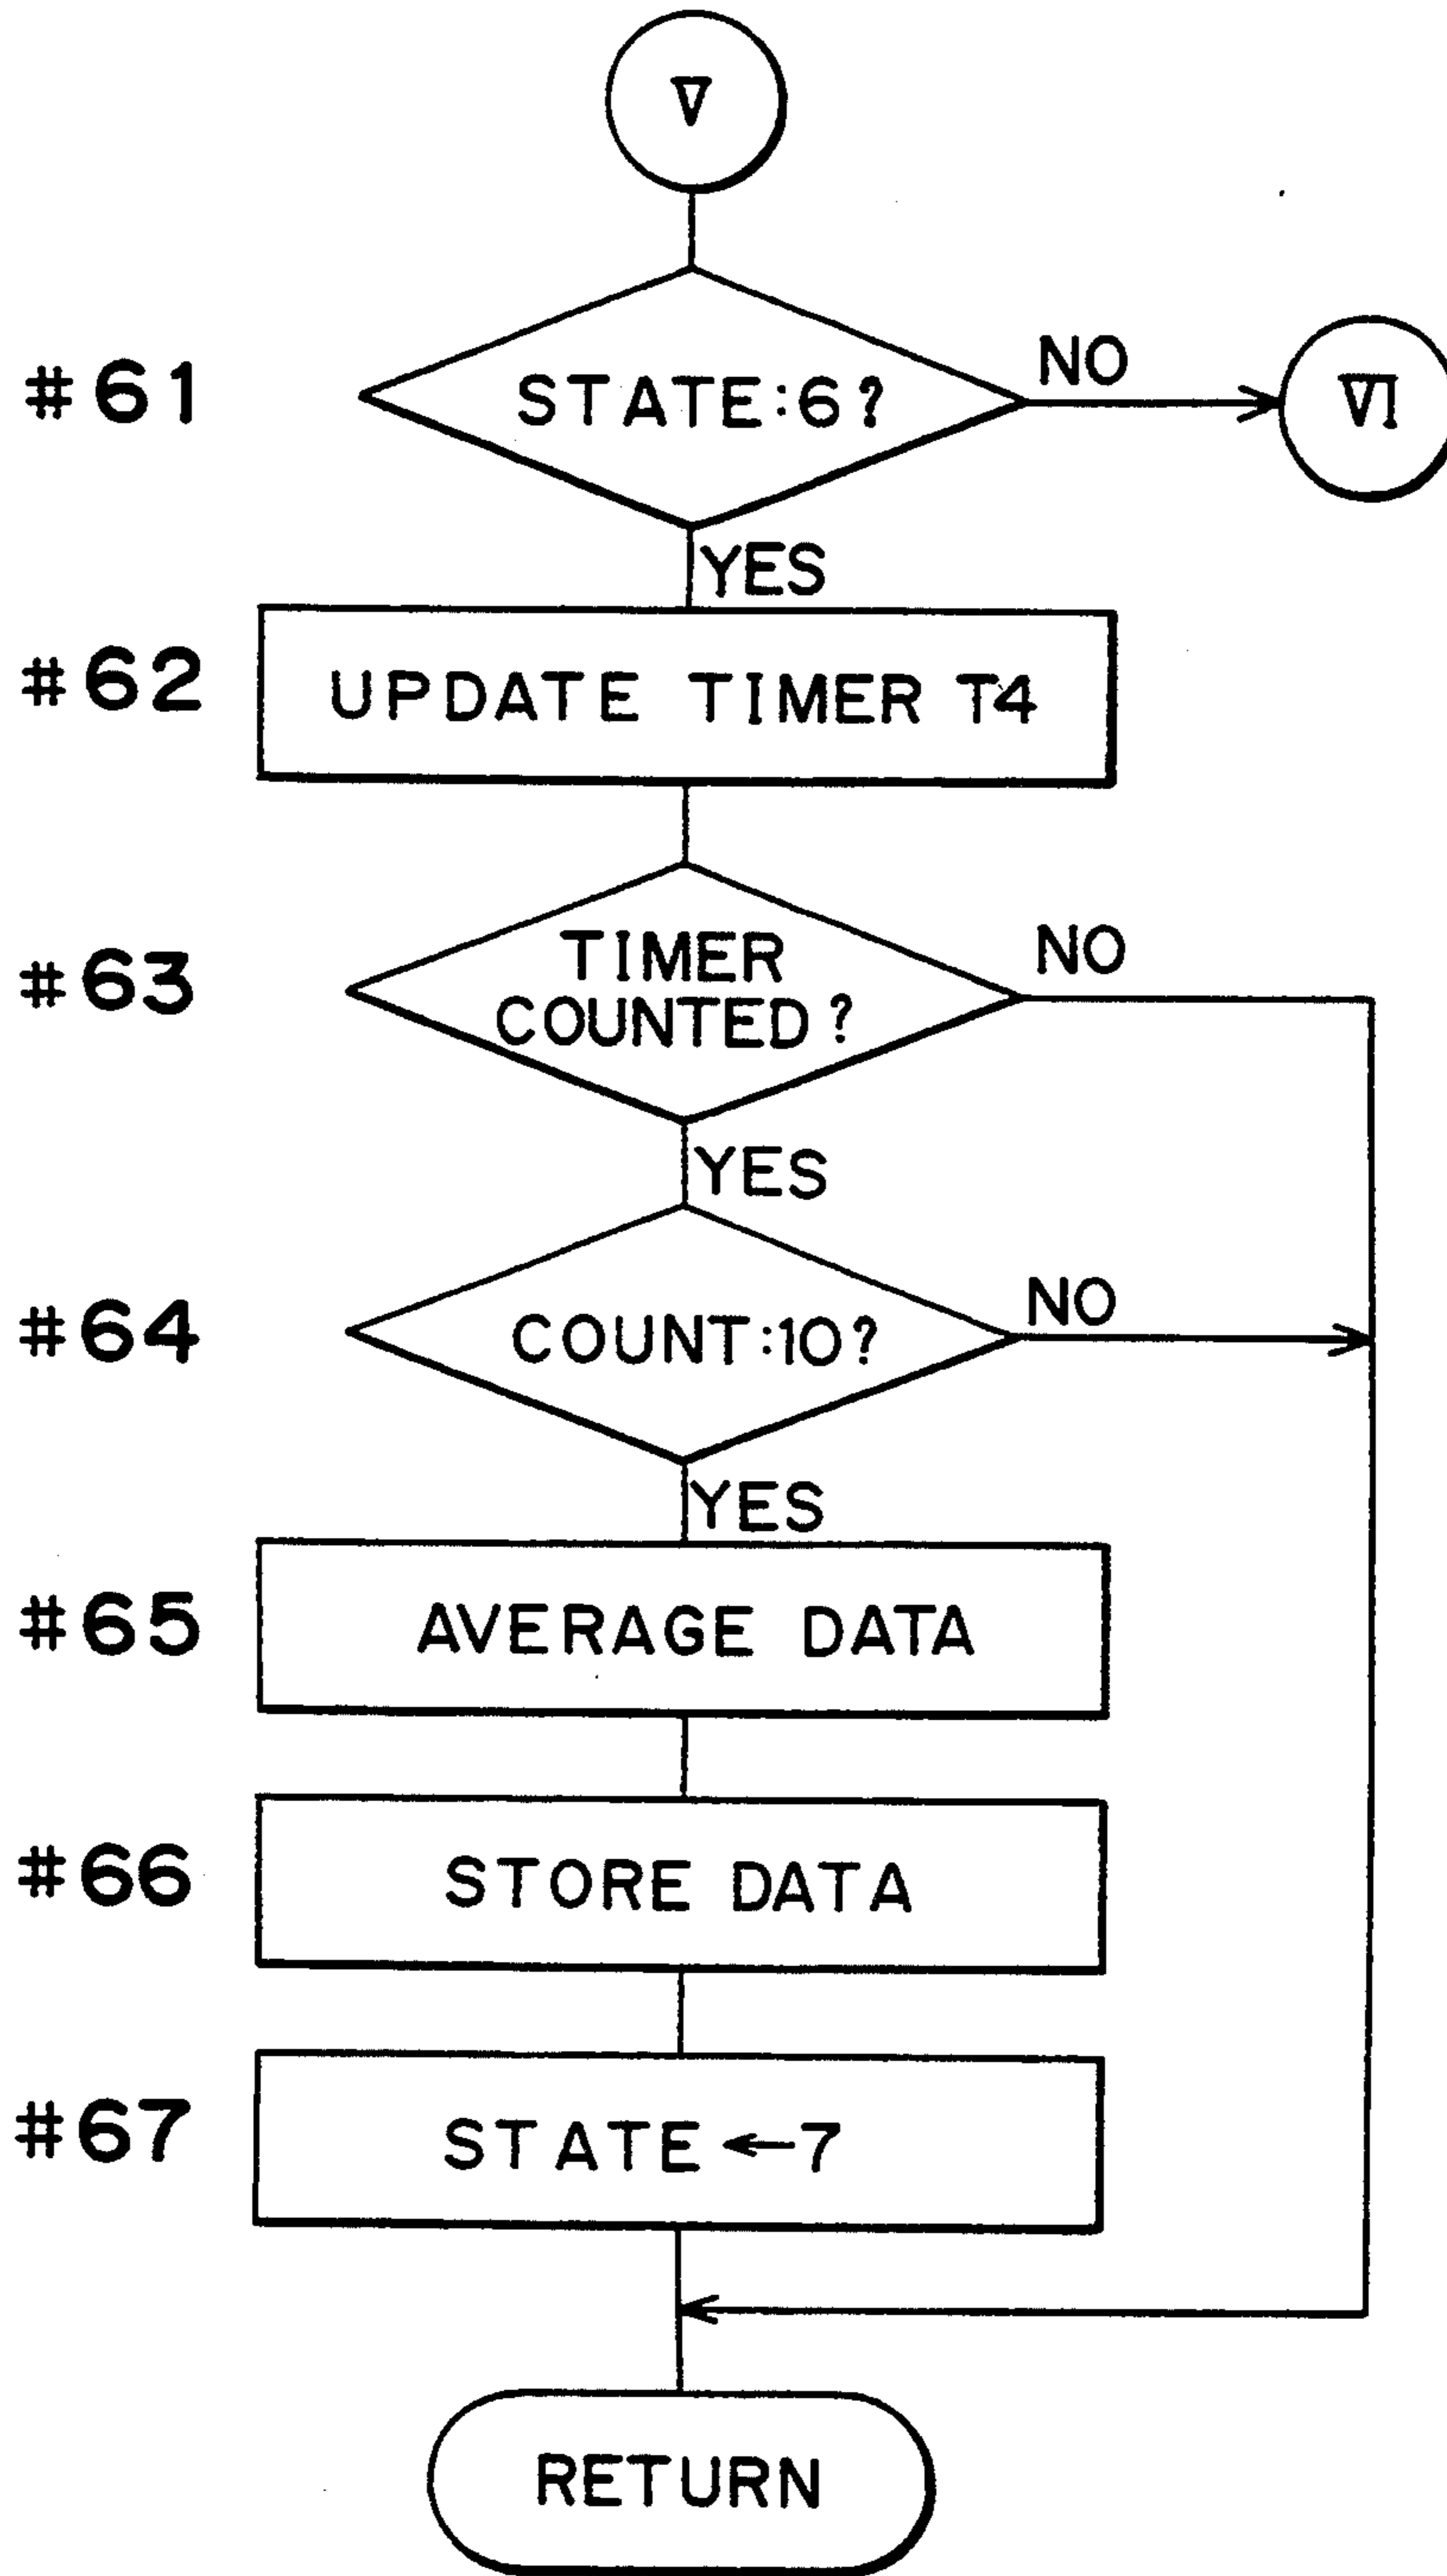 V
#61
STATE:6?
NO
VI
YES
#62
UPDATE TIMER T4
#63
TIMER
COUNTED?
NO
YES
#64
COUNT:10?
NO
YES
#65
AVERAGE DATA
#66
STORE DATA
#67
STATE←7
RETURN